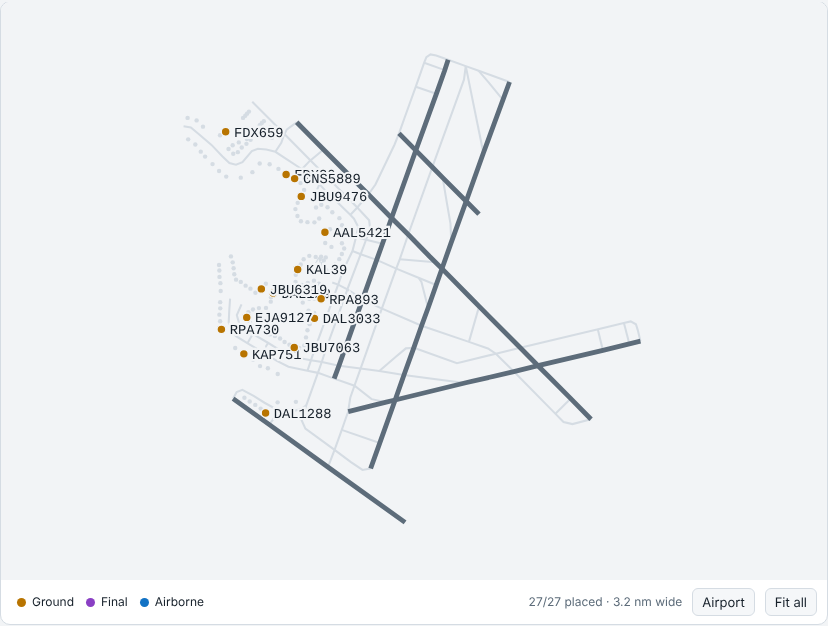 FDX659
CNS5889
JBU9476
AAL5421
KAL39
JBU6319
RPA893
EJA9127
DAL3033
RPA730
JBU7063
KAP751
DAL1288
Ground
Final
Airborne
27/27 placed · 3.2 nm wide
Airport
Fit all